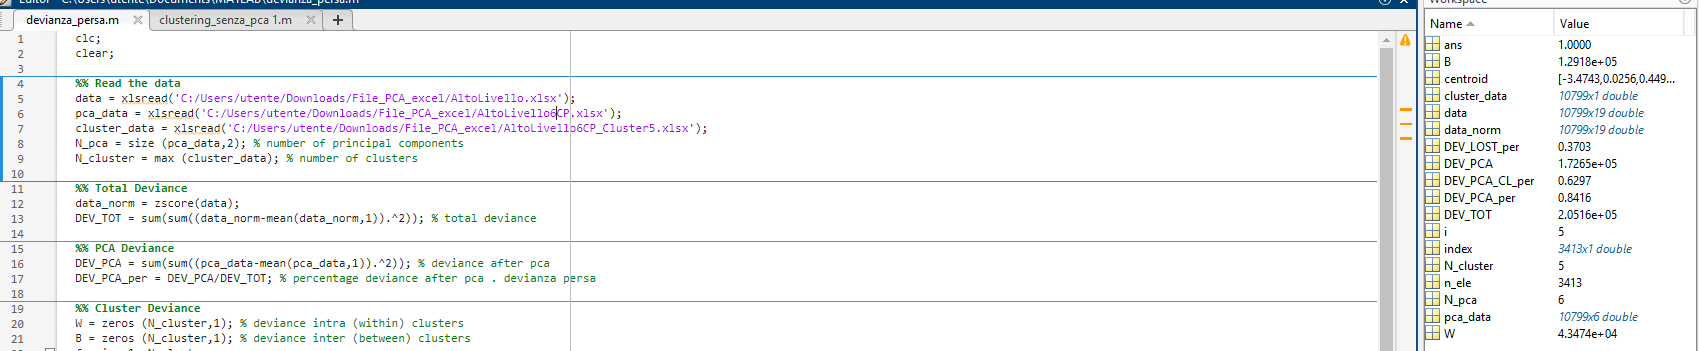 Editor - C:\Users\utente\Documents\MATLAB\devianza_persa.m
devianza_persa.m
clustering_senza_pca 1.m
1 clc;
2 clear;
3
4 %% Read the data
5 data = xlsread('C:/Users/utente/Downloads/File_PCA_excel/AltoLivello.xlsx');
6 pca_data = xlsread('C:/Users/utente/Downloads/File_PCA_excel/AltoLivello6CP.xlsx');
7 cluster_data = xlsread('C:/Users/utente/Downloads/File_PCA_excel/AltoLivello6CP_Cluster5.xlsx');
8 N_pca = size (pca_data,2); % number of principal components
9 N_cluster = max (cluster_data); % number of clusters
10
11 %% Total Deviance
12 data_norm = zscore(data);
13 DEV_TOT = sum(sum((data_norm-mean(data_norm,1)).^2)); % total deviance
14
15 %% PCA Deviance
16 DEV_PCA = sum(sum((pca_data-mean(pca_data,1)).^2)); % deviance after pca
17 DEV_PCA_per = DEV_PCA/DEV_TOT; % percentage deviance after pca . devianza persa
18
19 %% Cluster Deviance
20 W = zeros (N_cluster,1); % deviance intra (within) clusters
21 B = zeros (N_cluster,1); % deviance inter (between) clusters
Workspace
Name Value
ans 1.0000
B 1.2918e+05
centroid [-3.4743,0.0256,0.449...
cluster_data 10799x1 double
data 10799x19 double
data_norm 10799x19 double
DEV_LOST_per 0.3703
DEV_PCA 1.7265e+05
DEV_PCA_CL_per 0.6297
DEV_PCA_per 0.8416
DEV_TOT 2.0516e+05
i 5
index 3413x1 double
N_cluster 5
n_ele 3413
N_pca 6
pca_data 10799x6 double
W 4.3474e+04